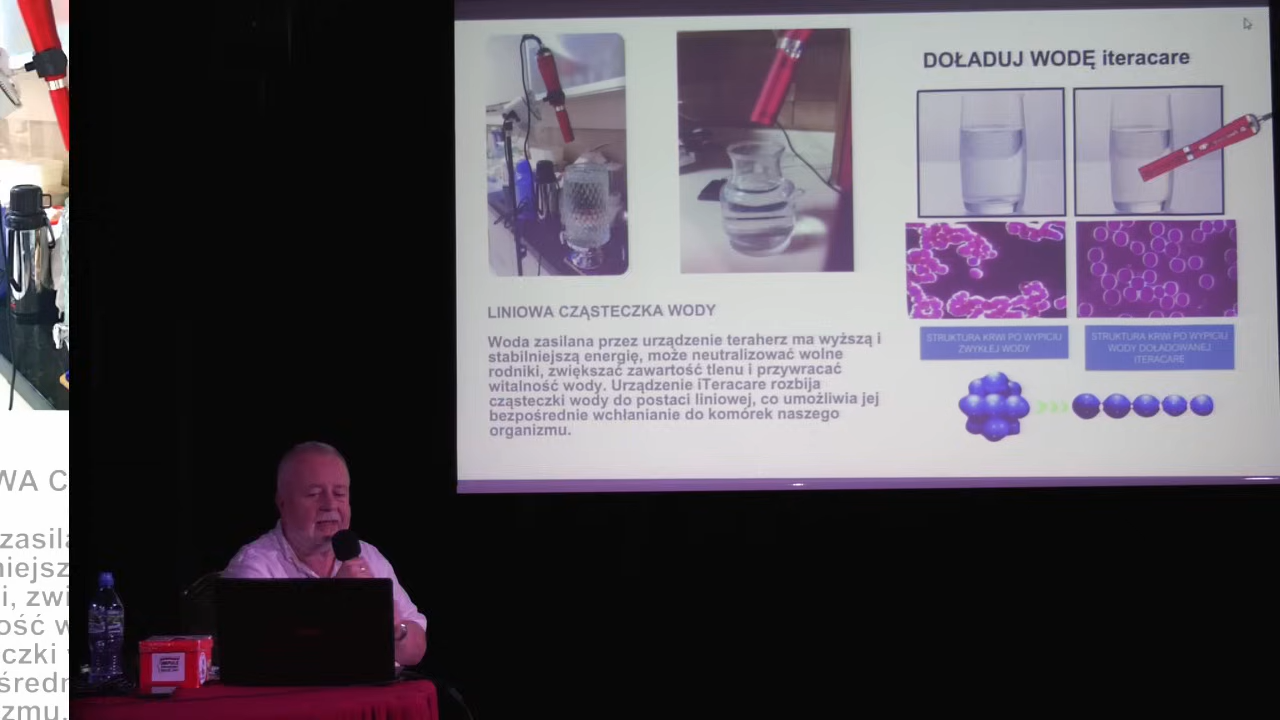 DOŁADUJ WODĘ iteracare
LINIOWA CZĄSTECZKA WODY
Woda zasilana przez urządzenie teraherz ma wyższą i
stabilniejszą energię, może neutralizować wolne
rodniki, zwiększać zawartość tlenu i przywracać
witalność wody. Urządzenie iTeracare rozbija
cząsteczki wody do postaci liniowej, co umożliwia jej
bezpośrednie wchłanianie do komórek naszego
organizmu.
STRUKTURA KRWI PO WYPICIU
ZWYKŁEJ WODY
STRUKTURA KRWI PO WYPICIU
WODY DOŁADOWANEJ
ITERACARE
WA C
zasila
niejsz
i, zwi
ość w
czki
średn
zmu.